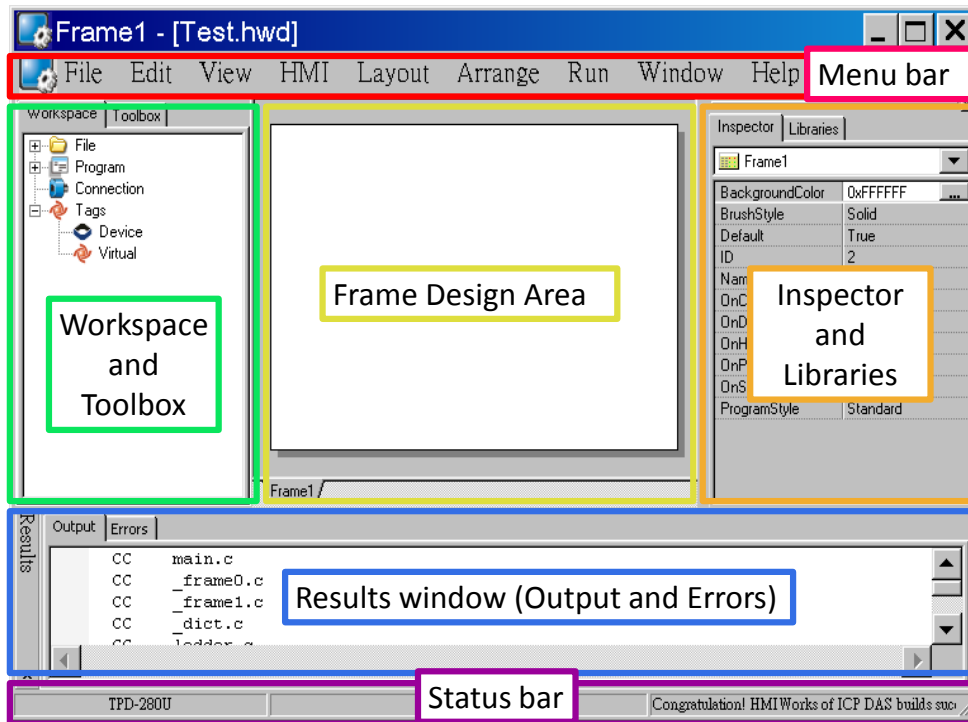 Frame1 - [Test.hwd]
File Edit View HMI Layout Arrange Run Window Help
Menu bar
Workspace Toolbox
File
Program
Connection
Tags
Device
Virtual
Workspace
and
Toolbox
Frame Design Area
Frame1
Inspector Libraries
Frame1
BackgroundColor 0xFFFFFF ...
BrushStyle Solid
Default True
ID 2
ProgramStyle Standard
Inspector
and
Libraries
Results
Output Errors
CC main.c
CC _frame0.c
CC _frame1.c
CC _dict.c
CC
Results window (Output and Errors)
Status bar
TPD-280U
Congratulation! HMIWorks of ICP DAS builds